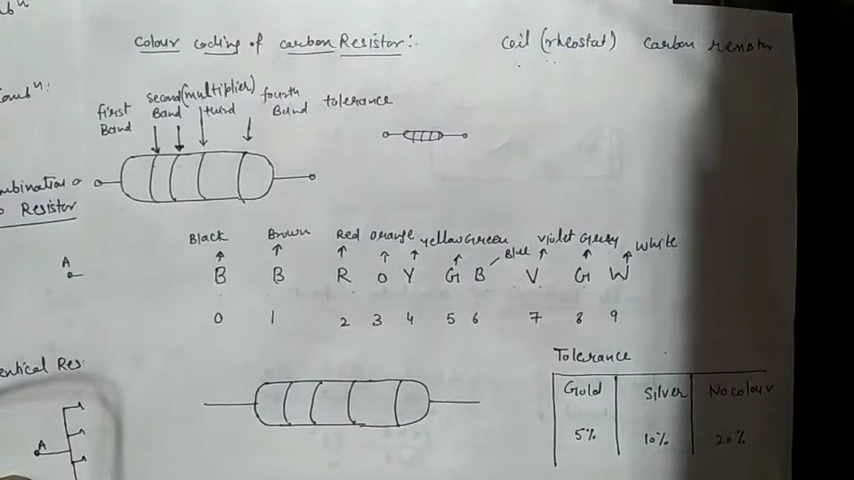 Colour coding of carbon Resistor:
coil (rheostat) carbon resistor
first Band
second Band
(multiplier) third
fourth Band
tolerance
Resistor
A
Black Brown Red orange yellow Green Blue violet Grey White
B B R O Y G B V G W
0 1 2 3 4 5 6 7 8 9
Tolerance
Gold Silver No colour
5% 10% 20%
A